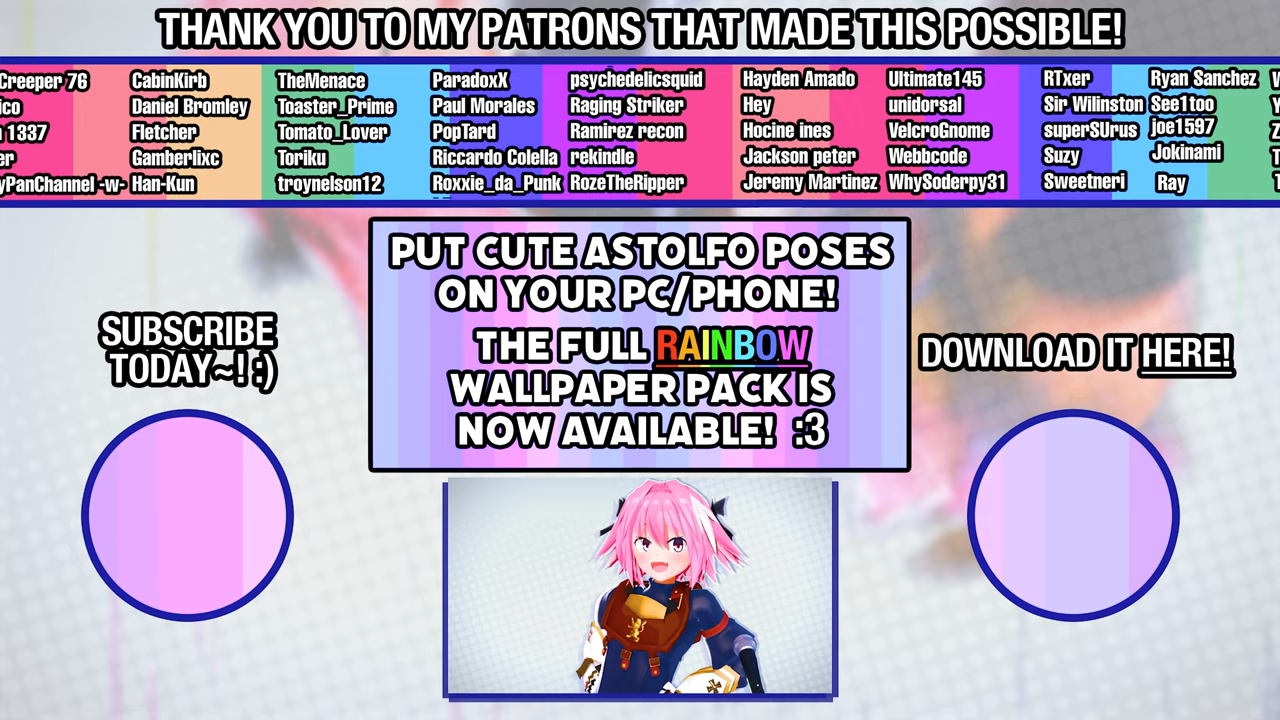 THANK YOU TO MY PATRONS THAT MADE THIS POSSIBLE!
Creeper 76 CabinKirb TheMenace ParadoxX psychedelicsquid Hayden Amado Ultimate145 RTxer Ryan Sanchez
ico Daniel Bromley Toaster_Prime Paul Morales Raging Striker Hey unidorsal Sir Wilinston See1too
1337 Fletcher Tomato_Lover PopTard Ramirez recon Hocine ines VelcroGnome superSUrus joe1597
er Gamberlixc Toriku Riccardo Colella rekindle Jackson peter Webbcode Suzy Jokinami
yPanChannel -w- Han-Kun troynelson12 Roxxie_da_Punk RozeTheRipper Jeremy Martinez WhySoderpy31 Sweetneri Ray
PUT CUTE ASTOLFO POSES
ON YOUR PC/PHONE!
THE FULL RAINBOW
WALLPAPER PACK IS
NOW AVAILABLE! :3
SUBSCRIBE
TODAY~! :)
DOWNLOAD IT HERE!